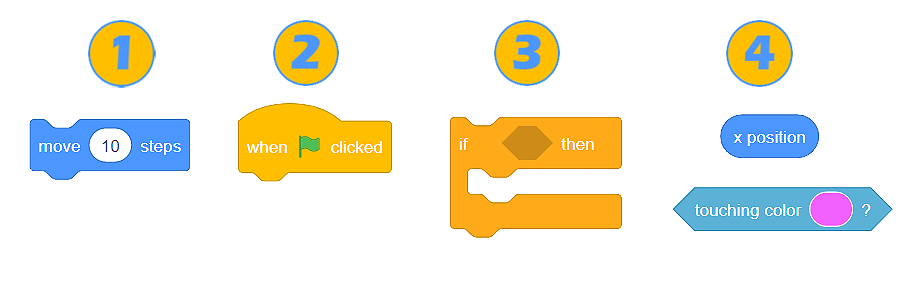 1 2 3 4
move 10 steps
when clicked
if then
x position
touching color ?